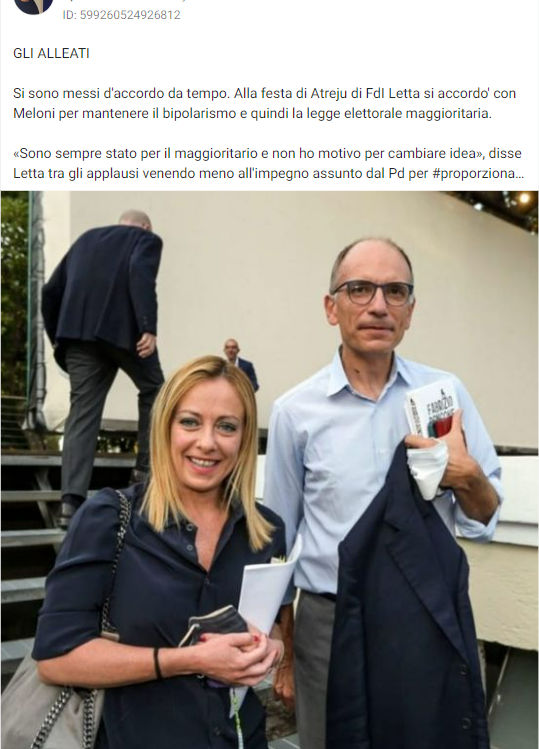 ID: 599260524926812
GLI ALLEATI
Si sono messi d'accordo da tempo. Alla festa di Atreju di FdI Letta si accordo' con
Meloni per mantenere il bipolarismo e quindi la legge elettorale maggioritaria.
«Sono sempre stato per il maggioritario e non ho motivo per cambiare idea», disse
Letta tra gli applausi venendo meno all'impegno assunto dal Pd per #proporziona...
FABRIZIO